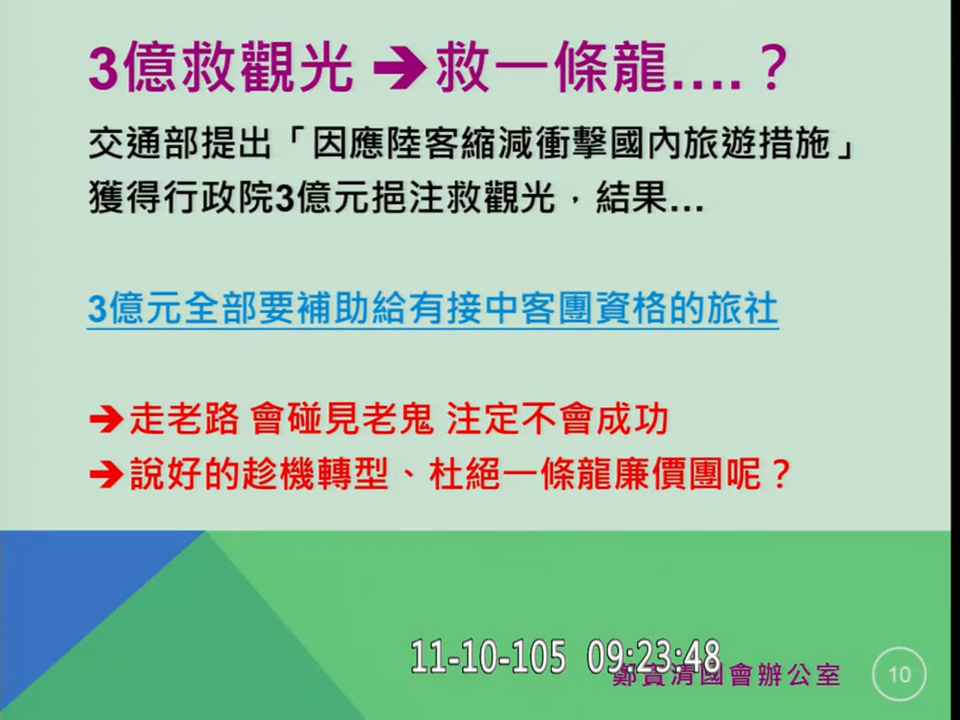 3億救觀光 ➔救一條龍....？
交通部提出「因應陸客縮減衝擊國內旅遊措施」
獲得行政院3億元挹注救觀光，結果...
3億元全部要補助給有接中客團資格的旅社
➔走老路 會碰見老鬼 注定不會成功
➔說好的趁機轉型、杜絕一條龍廉價團呢？
11-10-105 09:23:48
鄭寶清國會辦公室
10